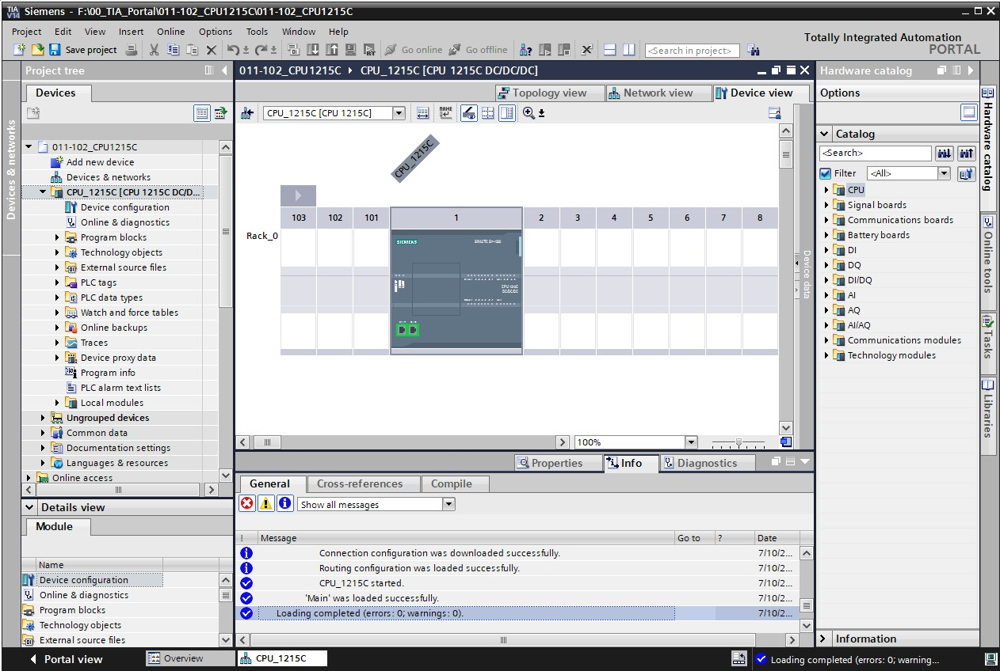 TIA V14 Siemens - F:\00_TIA_Portal\011-102_CPU1215C\011-102_CPU1215C
Project Edit View Insert Online Options Tools Window Help
Totally Integrated Automation
PORTAL
Save project Go online Go offline <Search in project>
Project tree
Devices
Devices & networks
011-102_CPU1215C
Add new device
Devices & networks
CPU_1215C [CPU 1215C DC/D...
Device configuration
Online & diagnostics
Program blocks
Technology objects
External source files
PLC tags
PLC data types
Watch and force tables
Online backups
Traces
Device proxy data
Program info
PLC alarm text lists
Local modules
Ungrouped devices
Common data
Documentation settings
Languages & resources
Online access
Details view
Module
Name
Device configuration
Online & diagnostics
Program blocks
Technology objects
External source files
011-102_CPU1215C CPU_1215C [CPU 1215C DC/DC/DC]
Topology view Network view Device view
CPU_1215C [CPU 1215C]
CPU_1215C
103 102 101 1 2 3 4 5 6 7 8
Rack_0
SIEMENS
Device data
100%
Properties Info Diagnostics
General Cross-references Compile
Show all messages
! Message Go to ? Date
Connection configuration was downloaded successfully. 7/10/2...
Routing configuration was loaded successfully. 7/10/2...
CPU_1215C started. 7/10/2...
'Main' was loaded successfully. 7/10/2...
Loading completed (errors: 0; warnings: 0). 7/10/2...
Hardware catalog
Options
Catalog
<Search>
Filter <All>
CPU
Signal boards
Communications boards
Battery boards
DI
DQ
DI/DQ
AI
AQ
AI/AQ
Communications modules
Technology modules
Information
Hardware catalog
Online tools
Tasks
Libraries
Portal view Overview CPU_1215C Loading completed (errors: 0; warning...